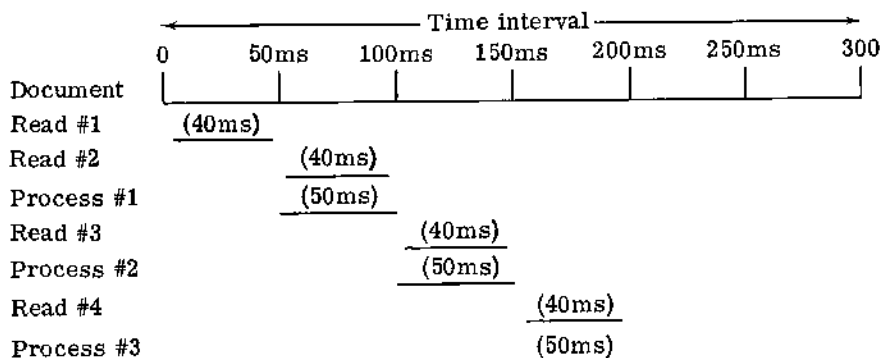 Time interval
0 50ms 100ms 150ms 200ms 250ms 300
Document
Read #1 (40ms)
Read #2 (40ms)
Process #1 (50ms)
Read #3 (40ms)
Process #2 (50ms)
Read #4 (40ms)
Process #3 (50ms)